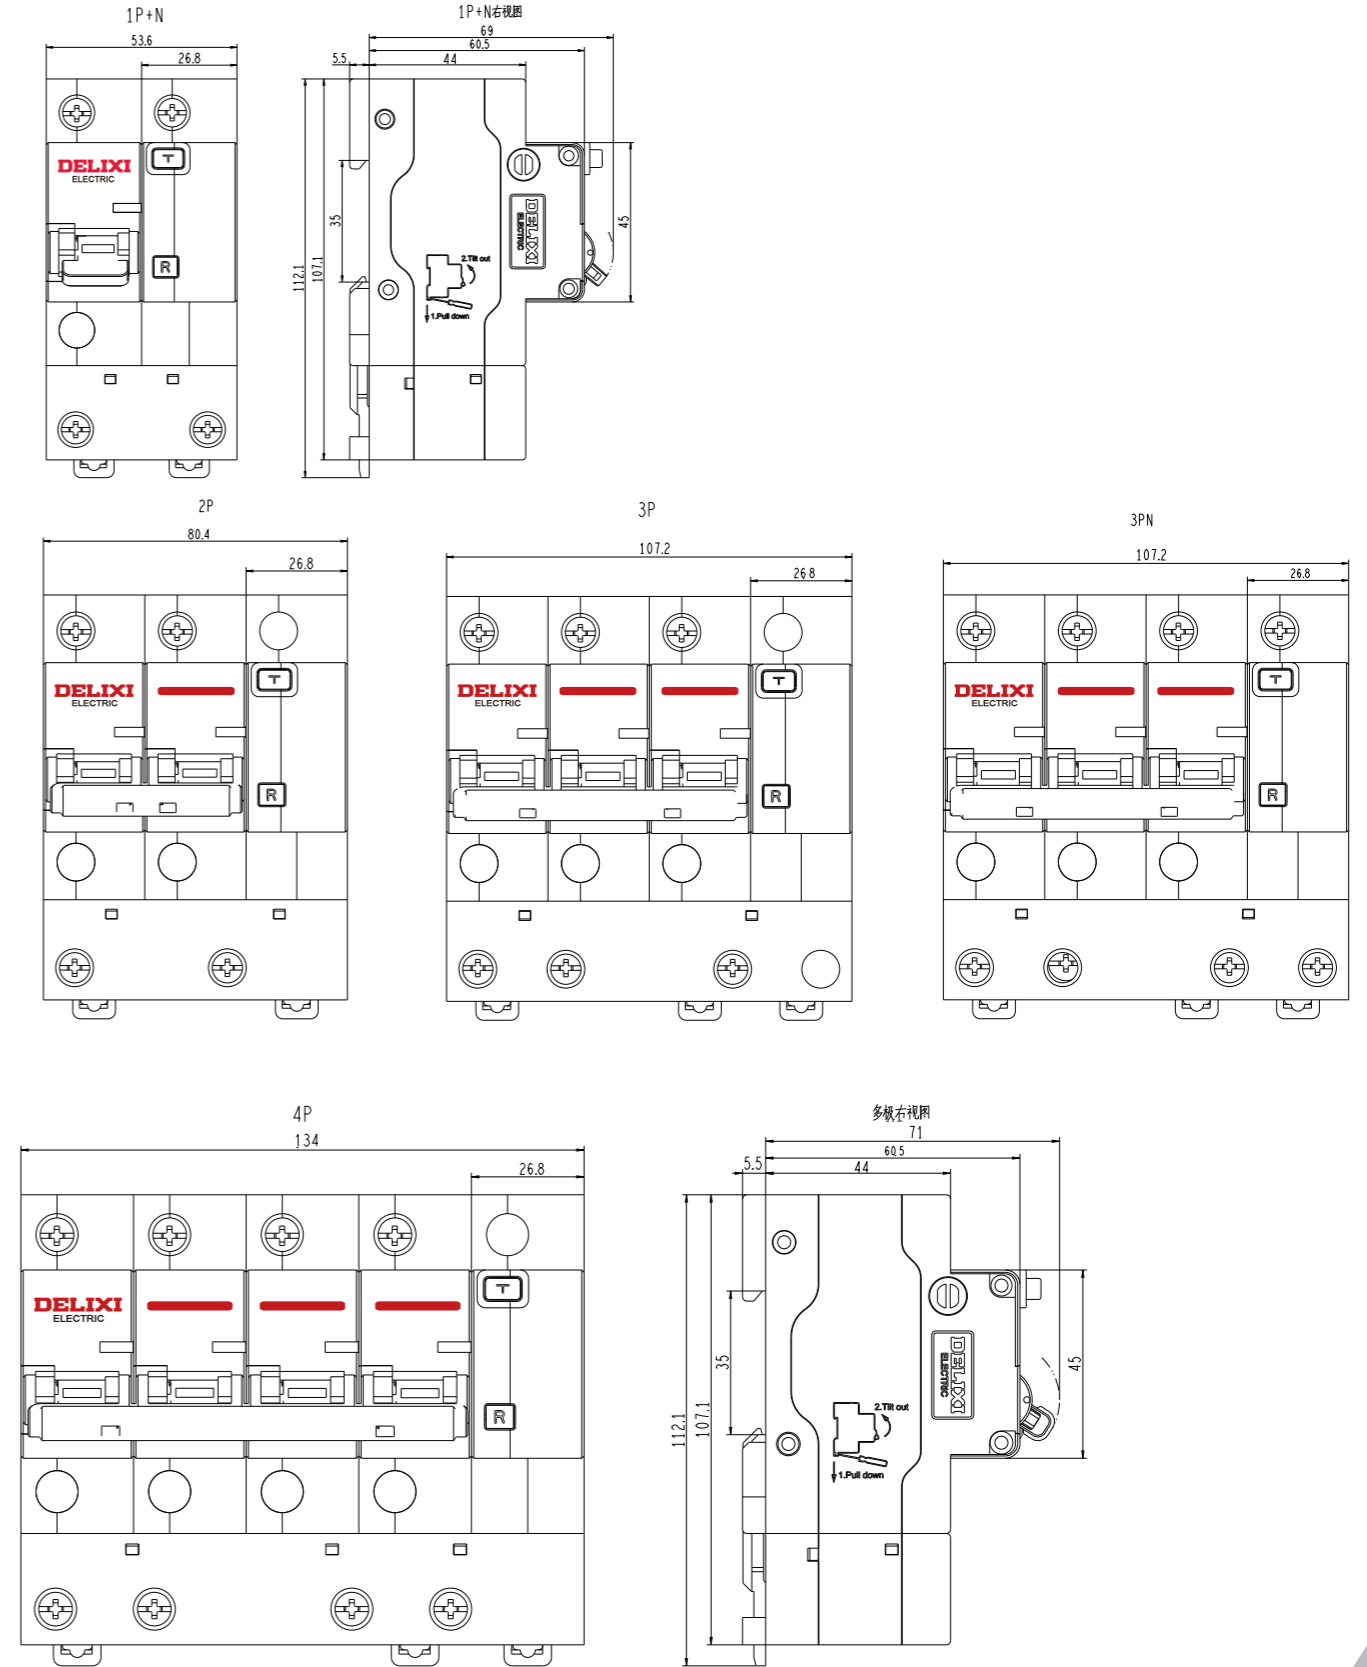 1P+N
53.6
26.8
DELIXI
ELECTRIC
T
R
1P+N右视图
69
60.5
5.5
44
35
112.1
107.1
45
DELIXI
ELECTRIC
2.Tilt out
1.Pull down
2P
80.4
26.8
DELIXI
ELECTRIC
T
R
3P
107.2
26 8
DELIXI
ELECTRIC
T
R
3PN
107.2
26.8
DELIXI
ELECTRIC
T
R
4P
134
26.8
DELIXI
ELECTRIC
T
R
多极右视图
71
60.5
5.5
44
35
112.1
107.1
45
DELIXI
ELECTRIC
2.Tilt out
1.Pull down